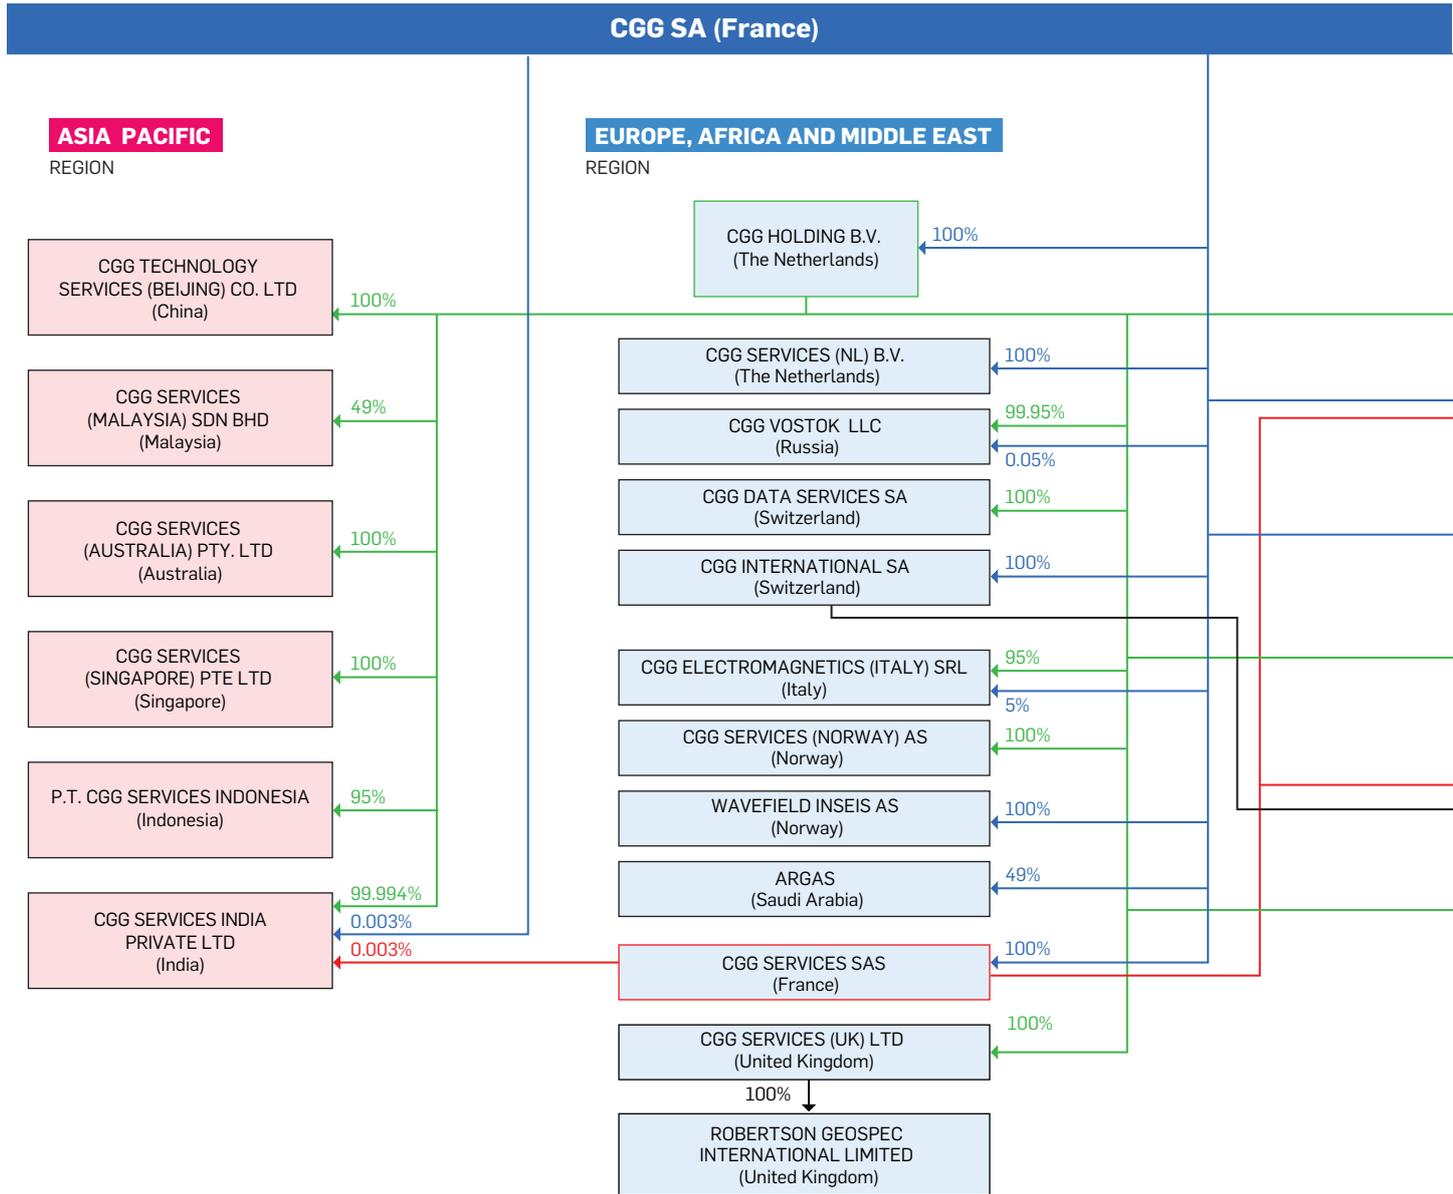 CGG SA (France)
ASIA PACIFIC
REGION
CGG TECHNOLOGY
SERVICES (BEIJING) CO. LTD
(China)
100%
CGG SERVICES
(MALAYSIA) SDN BHD
(Malaysia)
49%
CGG SERVICES
(AUSTRALIA) PTY. LTD
(Australia)
100%
CGG SERVICES
(SINGAPORE) PTE LTD
(Singapore)
100%
P.T. CGG SERVICES INDONESIA
(Indonesia)
95%
CGG SERVICES INDIA
PRIVATE LTD
(India)
99.994%
0.003%
0.003%
EUROPE, AFRICA AND MIDDLE EAST
REGION
CGG HOLDING B.V.
(The Netherlands)
100%
CGG SERVICES (NL) B.V.
(The Netherlands)
100%
CGG VOSTOK LLC
(Russia)
99.95%
0.05%
CGG DATA SERVICES SA
(Switzerland)
100%
CGG INTERNATIONAL SA
(Switzerland)
100%
CGG ELECTROMAGNETICS (ITALY) SRL
(Italy)
95%
5%
CGG SERVICES (NORWAY) AS
(Norway)
100%
WAVEFIELD INSEIS AS
(Norway)
100%
ARGAS
(Saudi Arabia)
49%
CGG SERVICES SAS
(France)
100%
CGG SERVICES (UK) LTD
(United Kingdom)
100%
100%
ROBERTSON GEOSPEC
INTERNATIONAL LIMITED
(United Kingdom)